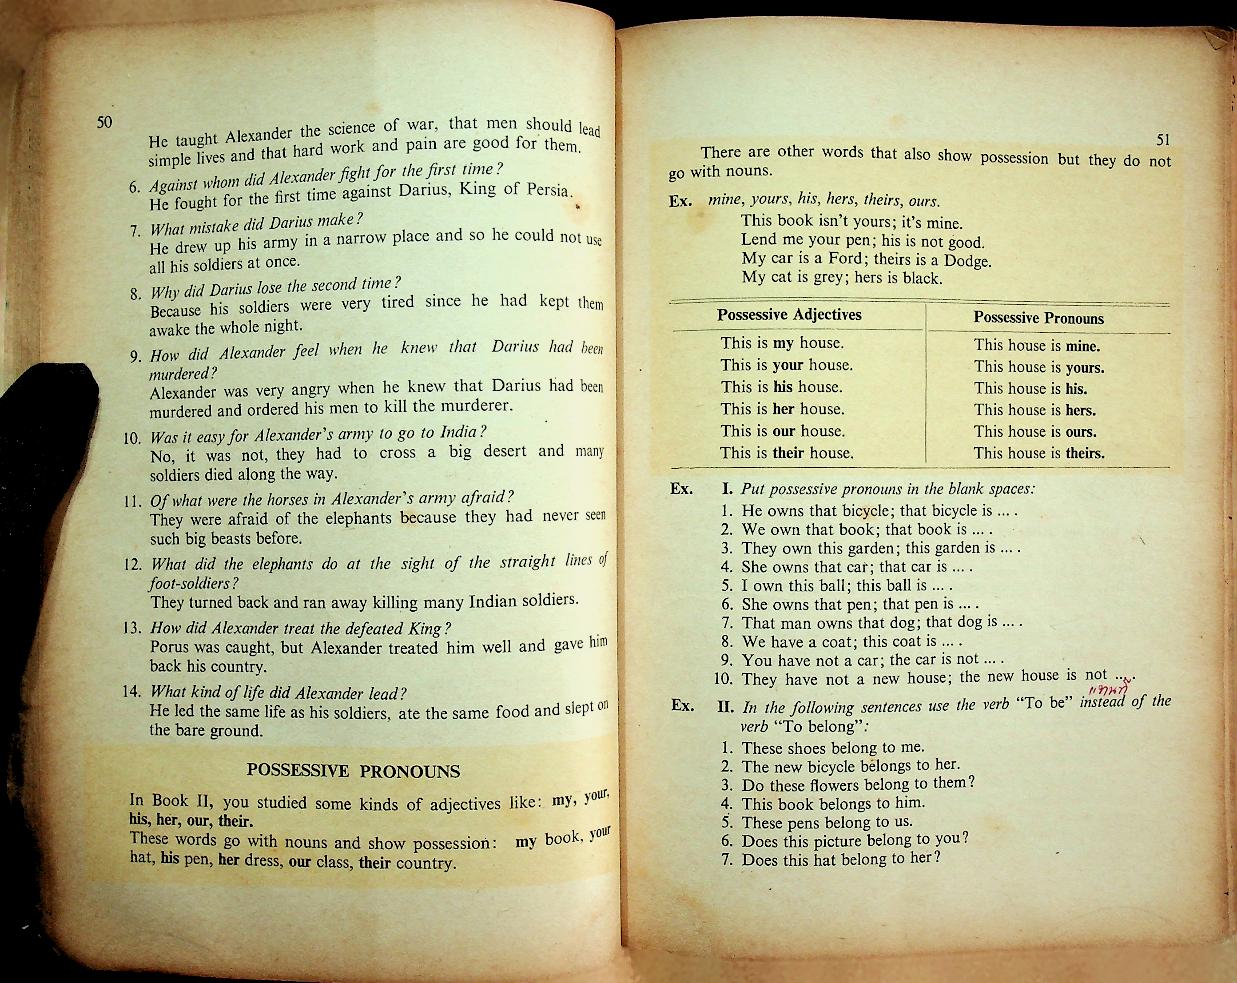 50
He taught Alexander the science of war, that men should lead
simple lives and that hard work and pain are good for them.
6. Against whom did Alexander fight for the first time?
He fought for the first time against Darius, King of Persia.
7. What mistake did Darius make?
He drew up his army in a narrow place and so he could not use
all his soldiers at once.
8. Why did Darius lose the second time?
Because his soldiers were very tired since he had kept them
awake the whole night.
9. How did Alexander feel when he knew that Darius had been
murdered?
Alexander was very angry when he knew that Darius had been
murdered and ordered his men to kill the murderer.
10. Was it easy for Alexander's army to go to India?
No, it was not, they had to cross a big desert and many
soldiers died along the way.
11. Of what were the horses in Alexander's army afraid?
They were afraid of the elephants because they had never seen
such big beasts before.
12. What did the elephants do at the sight of the straight lines of
foot-soldiers?
They turned back and ran away killing many Indian soldiers.
13. How did Alexander treat the defeated King?
Porus was caught, but Alexander treated him well and gave him
back his country.
14. What kind of life did Alexander lead?
He led the same life as his soldiers, ate the same food and slept on
the bare ground.
POSSESSIVE PRONOUNS
In Book II, you studied some kinds of adjectives like: my, your,
his, her, our, their.
These words go with nouns and show possession: my book, your
hat, his pen, her dress, our class, their country.
51
There are other words that also show possession but they do not
go with nouns.
Ex. mine, yours, his, hers, theirs, ours.
This book isn't yours; it's mine.
Lend me your pen; his is not good.
My car is a Ford; theirs is a Dodge.
My cat is grey; hers is black.
Possessive Adjectives Possessive Pronouns
This is my house. This house is mine.
This is your house. This house is yours.
This is his house. This house is his.
This is her house. This house is hers.
This is our house. This house is ours.
This is their house. This house is theirs.
Ex. I. Put possessive pronouns in the blank spaces:
1. He owns that bicycle; that bicycle is ... .
2. We own that book; that book is ... .
3. They own this garden; this garden is ... .
4. She owns that car; that car is ... .
5. I own this ball; this ball is ... .
6. She owns that pen; that pen is ... .
7. That man owns that dog; that dog is ... .
8. We have a coat; this coat is ... .
9. You have not a car; the car is not ... .
10. They have not a new house; the new house is not ... .
Ex. II. In the following sentences use the verb "To be" instead of the
verb "To belong":
1. These shoes belong to me.
2. The new bicycle belongs to her.
3. Do these flowers belong to them?
4. This book belongs to him.
5. These pens belong to us.
6. Does this picture belong to you?
7. Does this hat belong to her?